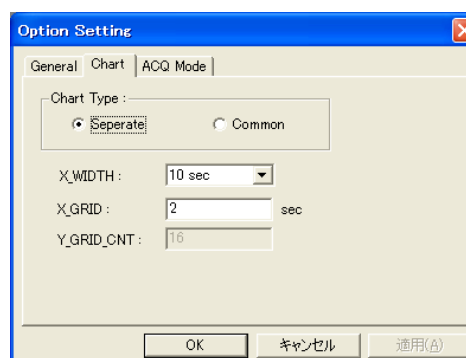 Option Setting
General Chart ACQ Mode
Chart Type :
Seperate Common
X_WIDTH : 10 sec
X_GRID : 2 sec
Y_GRID_CNT : 16
OK キャンセル 適用(A)